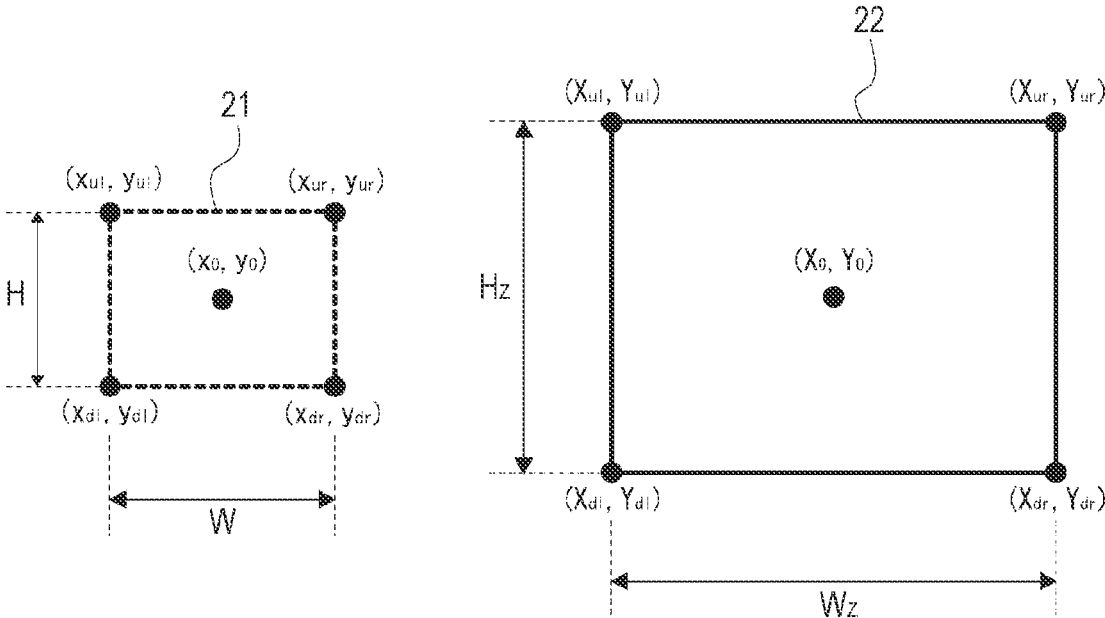 21
(xul, yul)
(xur, yur)
(x0, y0)
H
(xdl, ydl)
(xdr, ydr)
W
22
(Xul, Yul)
(Xur, Yur)
(X0, Y0)
Hz
(Xdl, Ydl)
(Xdr, Ydr)
Wz